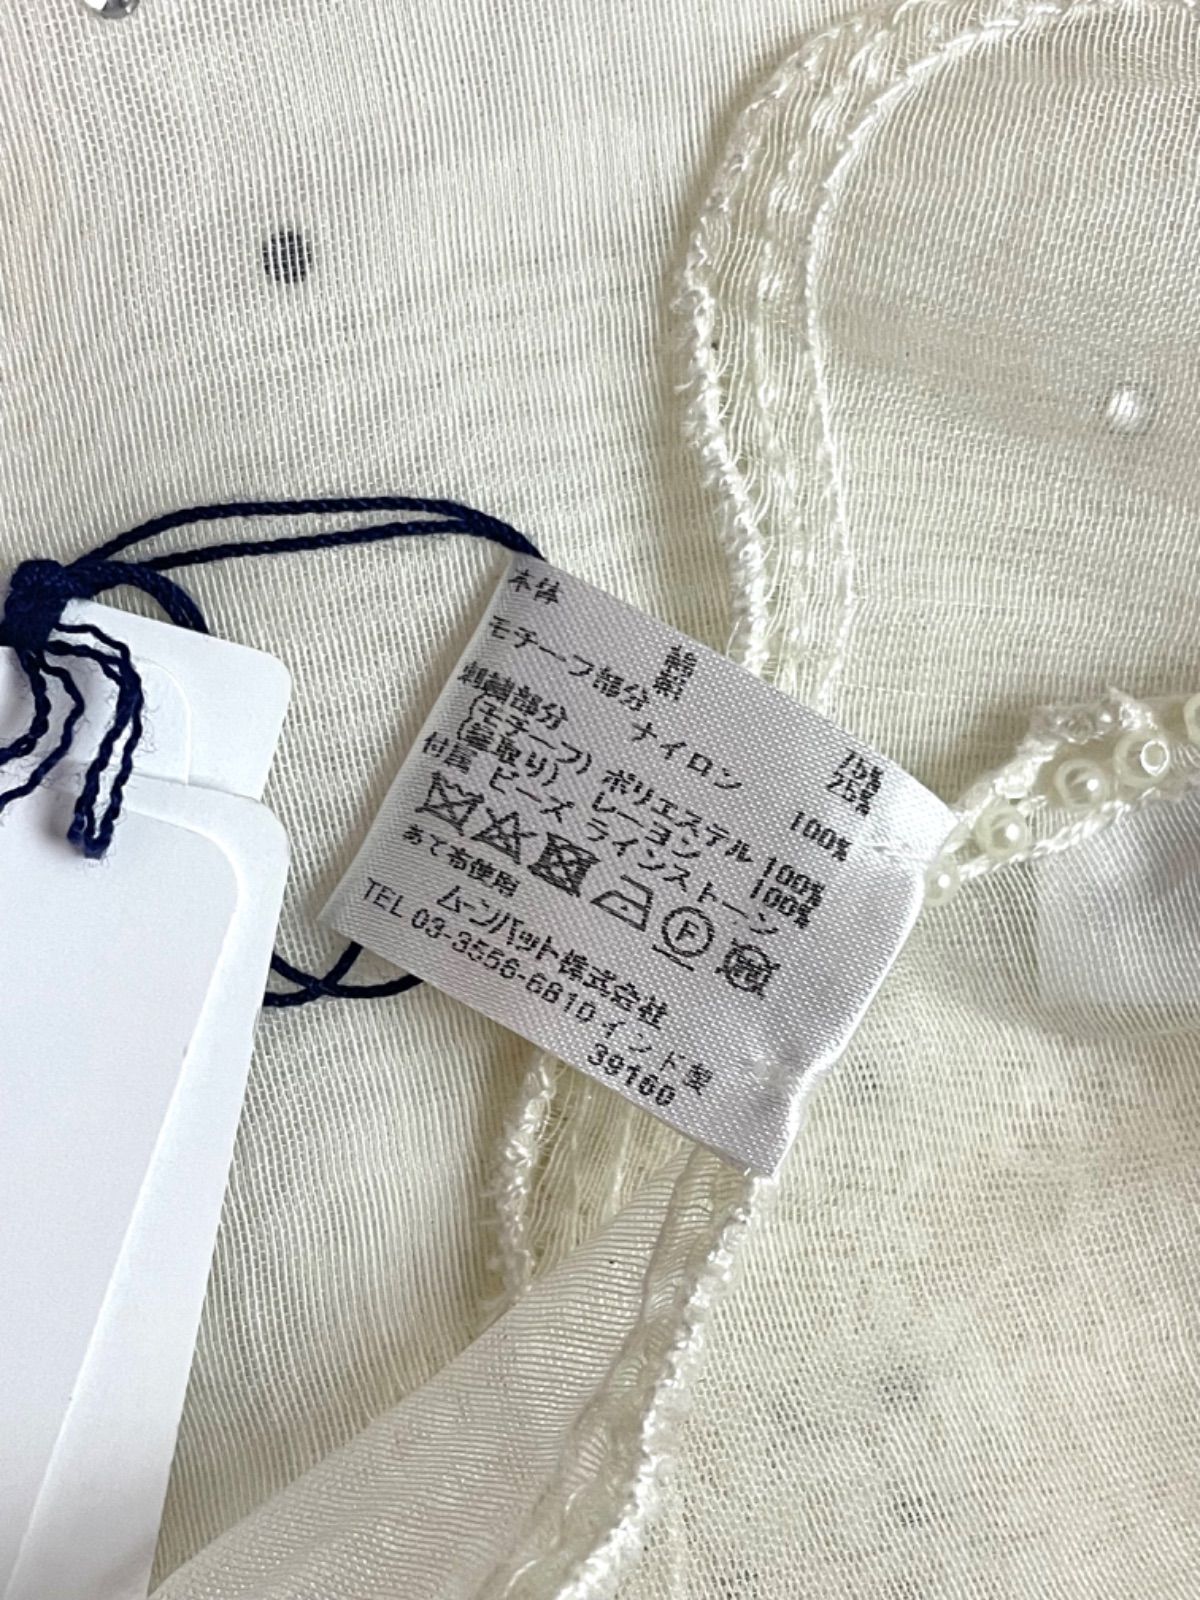 本体
綿 75%
絹 25%
モチーフ部分 ナイロン 100%
刺繍部分
(モチーフ) ポリエステル 100%
(縁取り) レーヨン 100%
付属 ビーズ ラインストーン
F
あて布使用
ムーンバット株式会社
TEL 03-3556-6810 インド製
39160